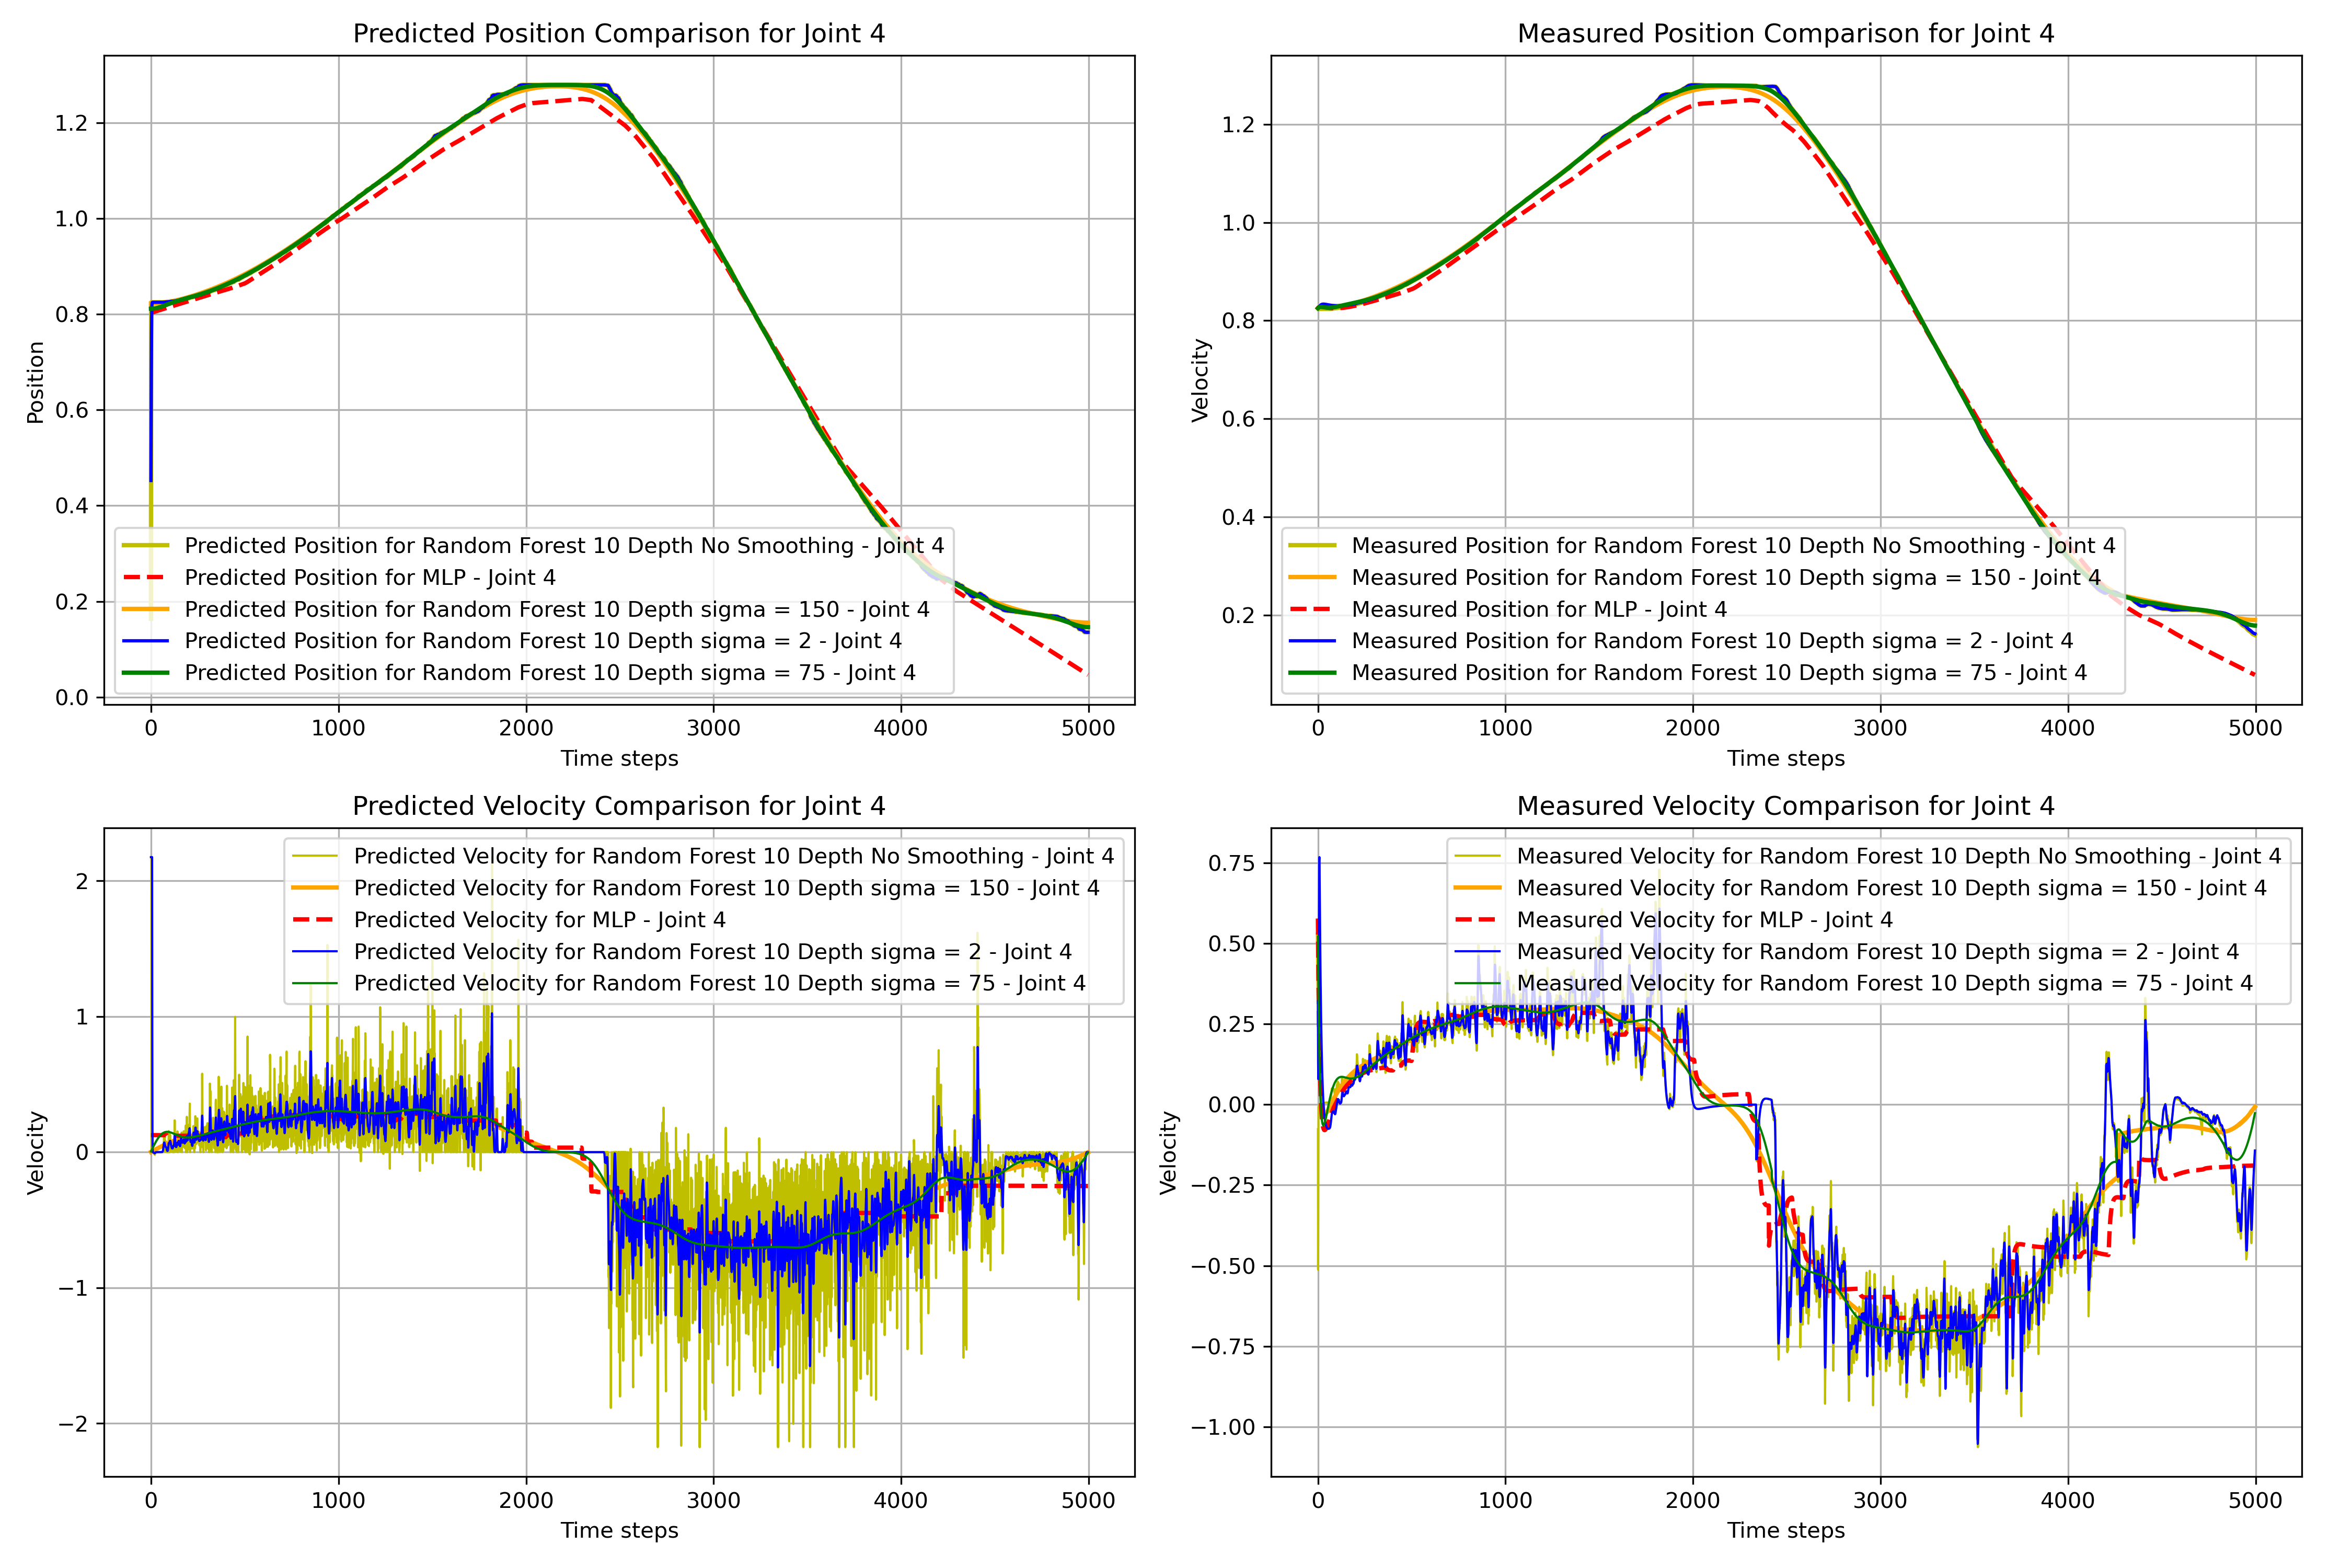 Predicted Position Comparison for Joint 4
Position
1.2
1.0
0.8
0.6
0.4
0.2
0.0
Predicted Position for Random Forest 10 Depth No Smoothing - Joint 4
Predicted Position for MLP - Joint 4
Predicted Position for Random Forest 10 Depth sigma = 150 - Joint 4
Predicted Position for Random Forest 10 Depth sigma = 2 - Joint 4
Predicted Position for Random Forest 10 Depth sigma = 75 - Joint 4
0 1000 2000 3000 4000 5000
Time steps
Measured Position Comparison for Joint 4
Velocity
1.2
1.0
0.8
0.6
0.4
0.2
Measured Position for Random Forest 10 Depth No Smoothing - Joint 4
Measured Position for Random Forest 10 Depth sigma = 150 - Joint 4
Measured Position for MLP - Joint 4
Measured Position for Random Forest 10 Depth sigma = 2 - Joint 4
Measured Position for Random Forest 10 Depth sigma = 75 - Joint 4
0 1000 2000 3000 4000 5000
Time steps
Predicted Velocity Comparison for Joint 4
Velocity
2
1
0
−1
−2
Predicted Velocity for Random Forest 10 Depth No Smoothing - Joint 4
Predicted Velocity for Random Forest 10 Depth sigma = 150 - Joint 4
Predicted Velocity for MLP - Joint 4
Predicted Velocity for Random Forest 10 Depth sigma = 2 - Joint 4
Predicted Velocity for Random Forest 10 Depth sigma = 75 - Joint 4
0 1000 2000 3000 4000 5000
Time steps
Measured Velocity Comparison for Joint 4
Velocity
0.75
0.50
0.25
0.00
−0.25
−0.50
−0.75
−1.00
Measured Velocity for Random Forest 10 Depth No Smoothing - Joint 4
Measured Velocity for Random Forest 10 Depth sigma = 150 - Joint 4
Measured Velocity for MLP - Joint 4
Measured Velocity for Random Forest 10 Depth sigma = 2 - Joint 4
Measured Velocity for Random Forest 10 Depth sigma = 75 - Joint 4
0 1000 2000 3000 4000 5000
Time steps